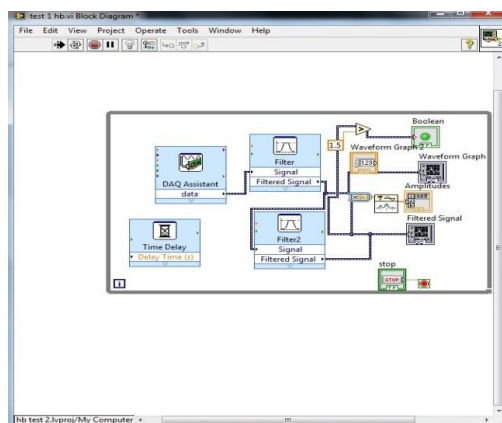 test 1 hb.vi Block Diagram *
File Edit View Project Operate Tools Window Help
Boolean
TF
1.5
Waveform Graph 2
Waveform Graph
DAQ Assistant
data
Filter
Signal
Filtered Signal
Amplitudes
Filtered Signal
Time Delay
Delay Time (s)
Filter2
Signal
Filtered Signal
stop
STOP
TF
i
hb test 2.lvproj/My Computer